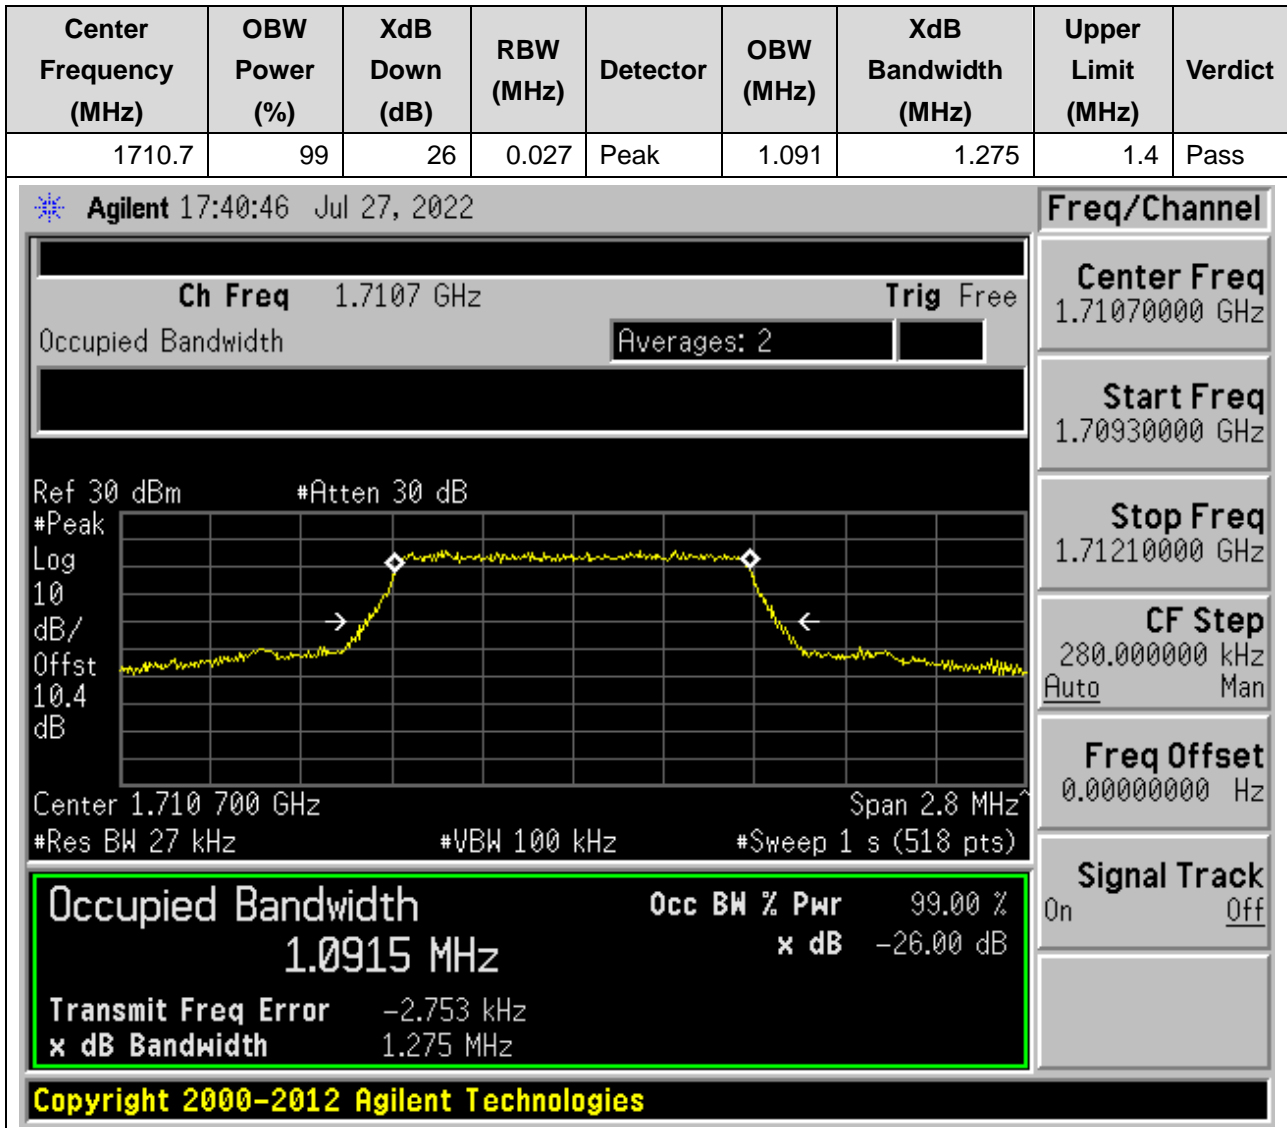 Center Frequency (MHz) OBW Power (%) XdB Down (dB) RBW (MHz) Detector OBW (MHz) XdB Bandwidth (MHz) Upper Limit (MHz) Verdict
1710.7 99 26 0.027 Peak 1.091 1.275 1.4 Pass
Agilent 17:40:46 Jul 27, 2022
Freq/Channel
Ch Freq 1.7107 GHz Trig Free
Occupied Bandwidth Averages: 2
Center Freq
1.71070000 GHz
Start Freq
1.70930000 GHz
Stop Freq
1.71210000 GHz
CF Step
280.000000 kHz
Auto Man
Freq Offset
0.00000000 Hz
Signal Track
On Off
Ref 30 dBm #Atten 30 dB
#Peak
Log
10
dB/
Offst
10.4
dB
Center 1.710 700 GHz Span 2.8 MHz^
#Res BW 27 kHz #VBW 100 kHz #Sweep 1 s (518 pts)
Occupied Bandwidth Occ BW % Pwr 99.00 %
1.0915 MHz x dB -26.00 dB
Transmit Freq Error -2.753 kHz
x dB Bandwidth 1.275 MHz
Copyright 2000-2012 Agilent Technologies